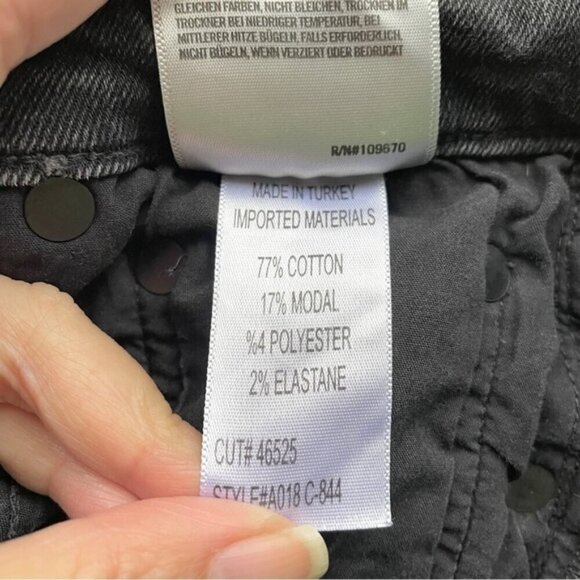 GLEICHEN FARBEN, NICHT BLEICHEN, TROCKNEN IM
TROCKNER BEI NIEDRIGER TEMPERATUR, BEI
MITTLERER HITZE BÜGELN, FALLS ERFORDERLICH.
NICHT BÜGELN, WENN VERZIERT ODER BEDRUCKT
R/N#109670
MADE IN TURKEY
IMPORTED MATERIALS
77% COTTON
17% MODAL
%4 POLYESTER
2% ELASTANE
CUT# 46525
STYLE#A018 C-844